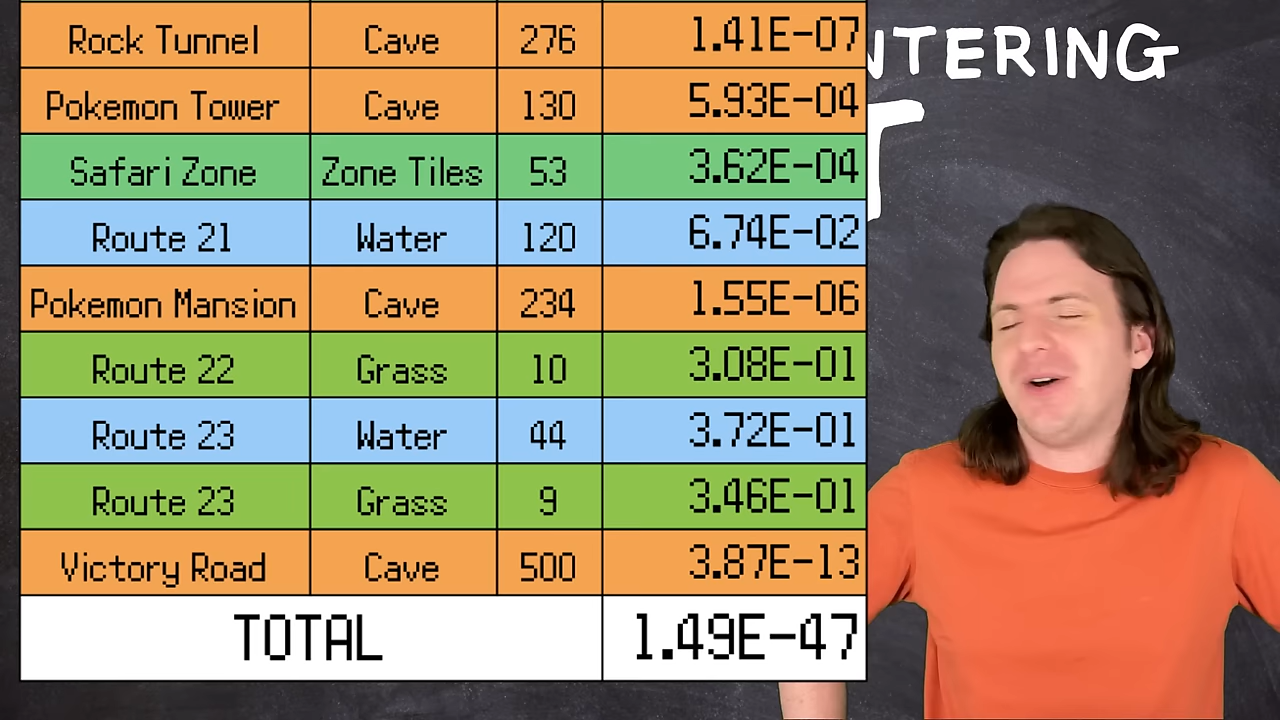 Rock Tunnel Cave 276 1.41E-07
Pokemon Tower Cave 130 5.93E-04
Safari Zone Zone Tiles 53 3.62E-04
Route 21 Water 120 6.74E-02
Pokemon Mansion Cave 234 1.55E-06
Route 22 Grass 10 3.08E-01
Route 23 Water 44 3.72E-01
Route 23 Grass 9 3.46E-01
Victory Road Cave 500 3.87E-13
TOTAL 1.49E-47
NTERING
T